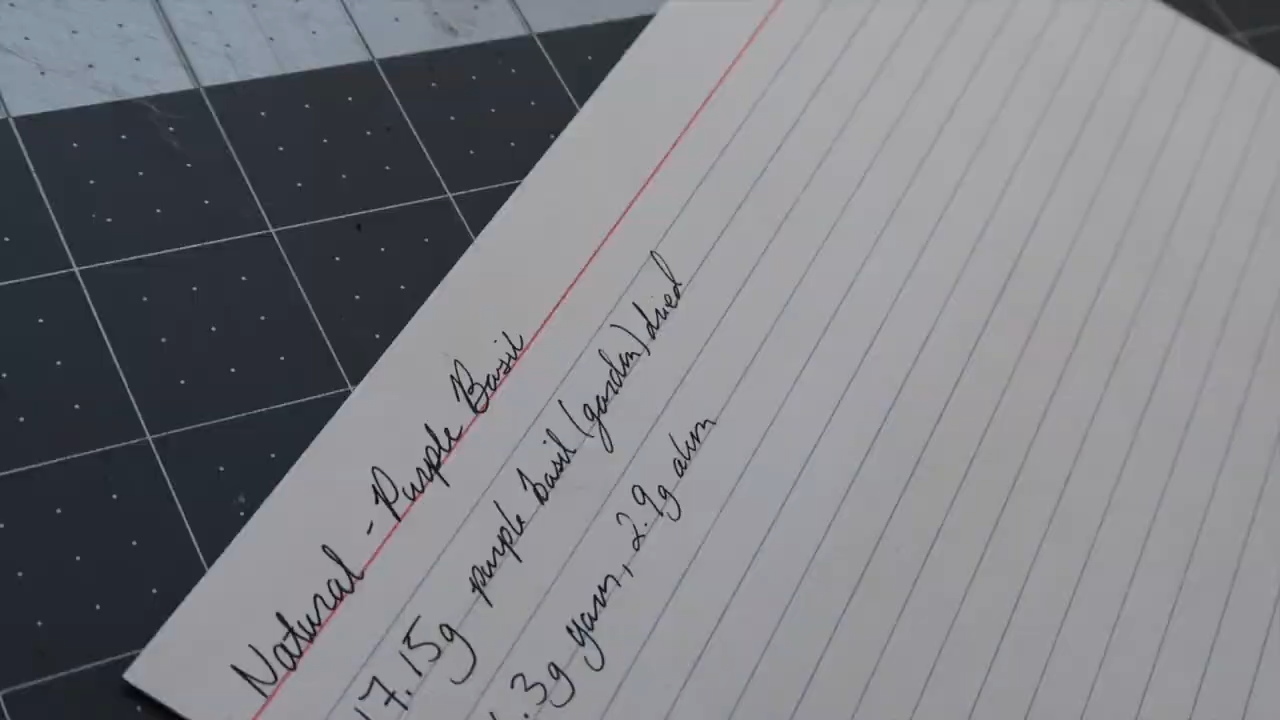 Natural - Purple Basil
17.15g purple basil (garden) dried
.3g yarn, 2.9g alum